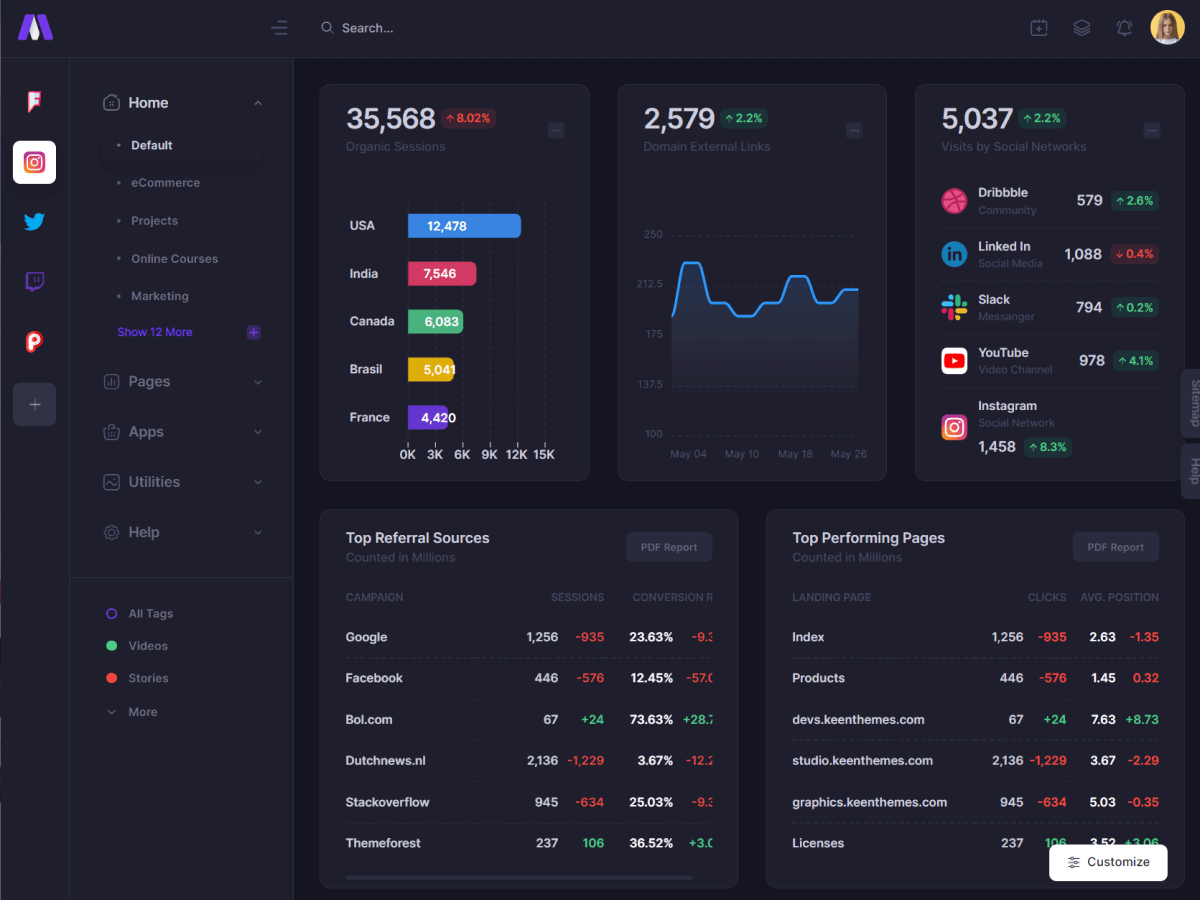 Search...
Home
Default
eCommerce
Projects
Online Courses
Marketing
Show 12 More
Pages
Apps
Utilities
Help
All Tags
Videos
Stories
More
35,568 8.02%
Organic Sessions
USA 12,478
India 7,546
Canada 6,083
Brasil 5,041
France 4,420
0K 3K 6K 9K 12K 15K
2,579 2.2%
Domain External Links
250
212.5
175
137.5
100
May 04 May 10 May 18 May 26
5,037 2.2%
Visits by Social Networks
Dribbble
Community
579 2.6%
Linked In
Social Media
1,088 0.4%
Slack
Messanger
794 0.2%
YouTube
Video Channel
978 4.1%
Instagram
Social Network
1,458 8.3%
Sitemap
Help
Top Referral Sources
Counted in Millions
PDF Report
CAMPAIGN SESSIONS CONVERSION R
Google 1,256 -935 23.63% -9.3
Facebook 446 -576 12.45% -57.0
Bol.com 67 +24 73.63% +28.7
Dutchnews.nl 2,136 -1,229 3.67% -12.2
Stackoverflow 945 -634 25.03% -9.3
Themeforest 237 106 36.52% +3.0
Top Performing Pages
Counted in Millions
PDF Report
LANDING PAGE CLICKS AVG. POSITION
Index 1,256 -935 2.63 -1.35
Products 446 -576 1.45 0.32
devs.keenthemes.com 67 +24 7.63 +8.73
studio.keenthemes.com 2,136 -1,229 3.67 -2.29
graphics.keenthemes.com 945 -634 5.03 -0.35
Licenses 237 106 3.52 +3.06
Customize